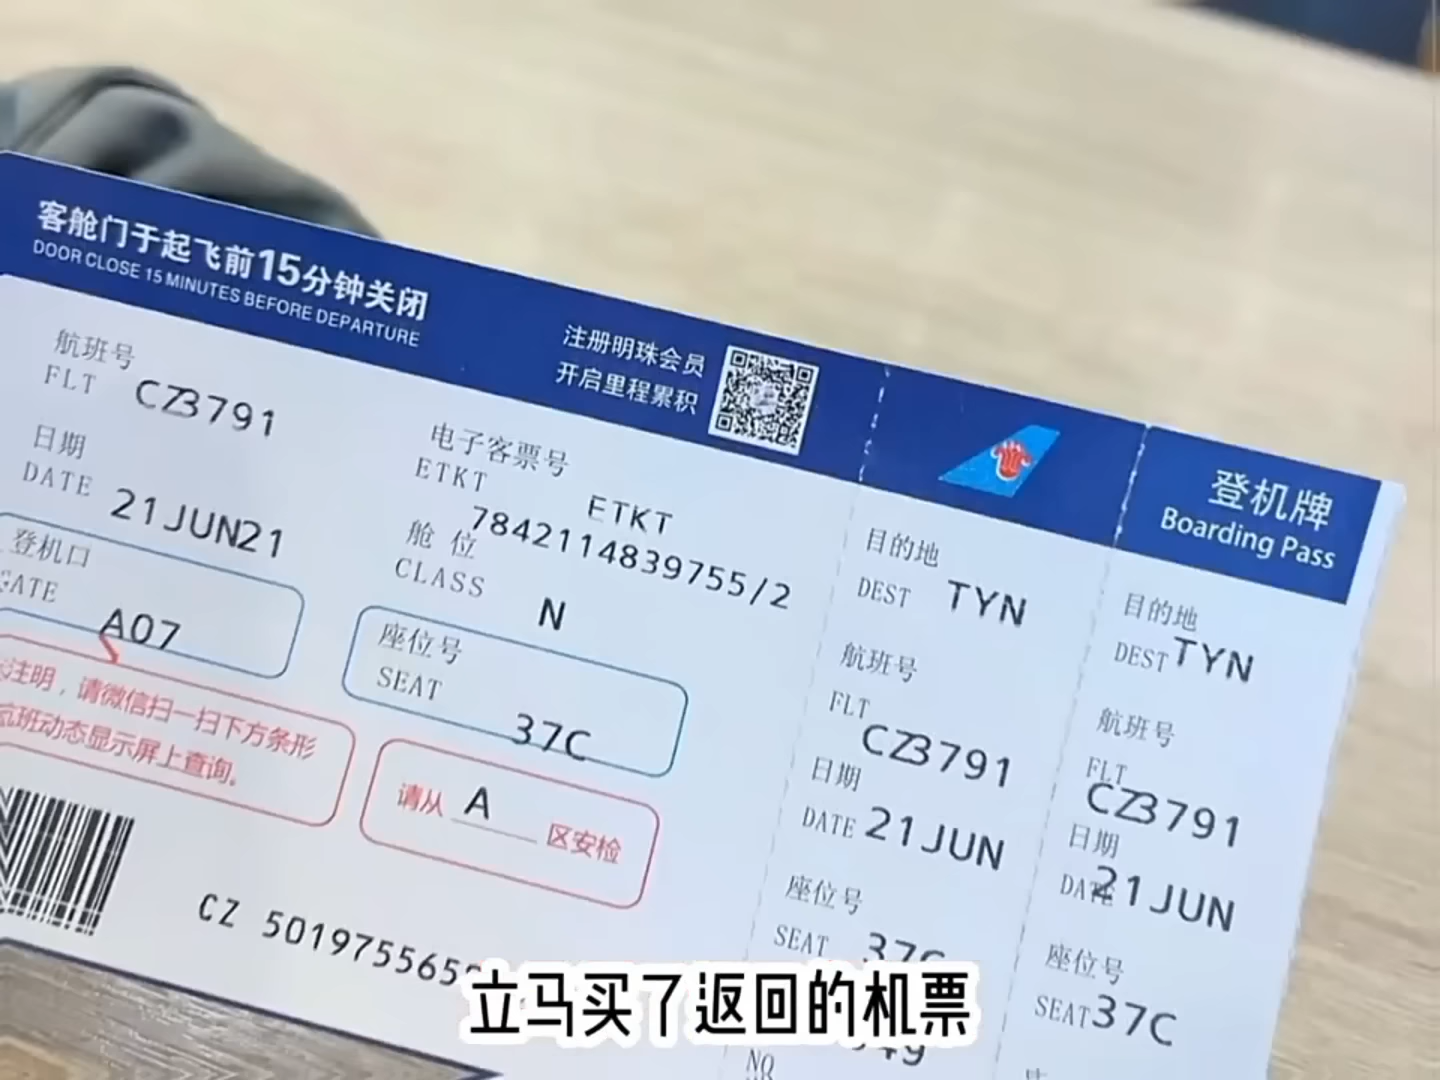 客舱门于起飞前15分钟关闭
DOOR CLOSE 15 MINUTES BEFORE DEPARTURE
注册明珠会员
开启里程累积
登机牌
Boarding Pass
航班号
FLT CZ3791
日期
DATE 21JUN21
登机口
GATE
A07
电子客票号
ETKT ETKT
7842114839755/2
舱 位
CLASS
N
座位号
SEAT
37C
注明，请微信扫一扫下方条形
航班动态显示屏上查询。
请从 A 区安检
CZ 501975565
目的地
DEST TYN
航班号
FLT
CZ3791
日期
DATE 21JUN
座位号
SEAT 37C
NO
目的地
DEST TYN
航班号
FLT
CZ3791
日期
DATE 21JUN
座位号
SEAT 37C
立马买了返回的机票